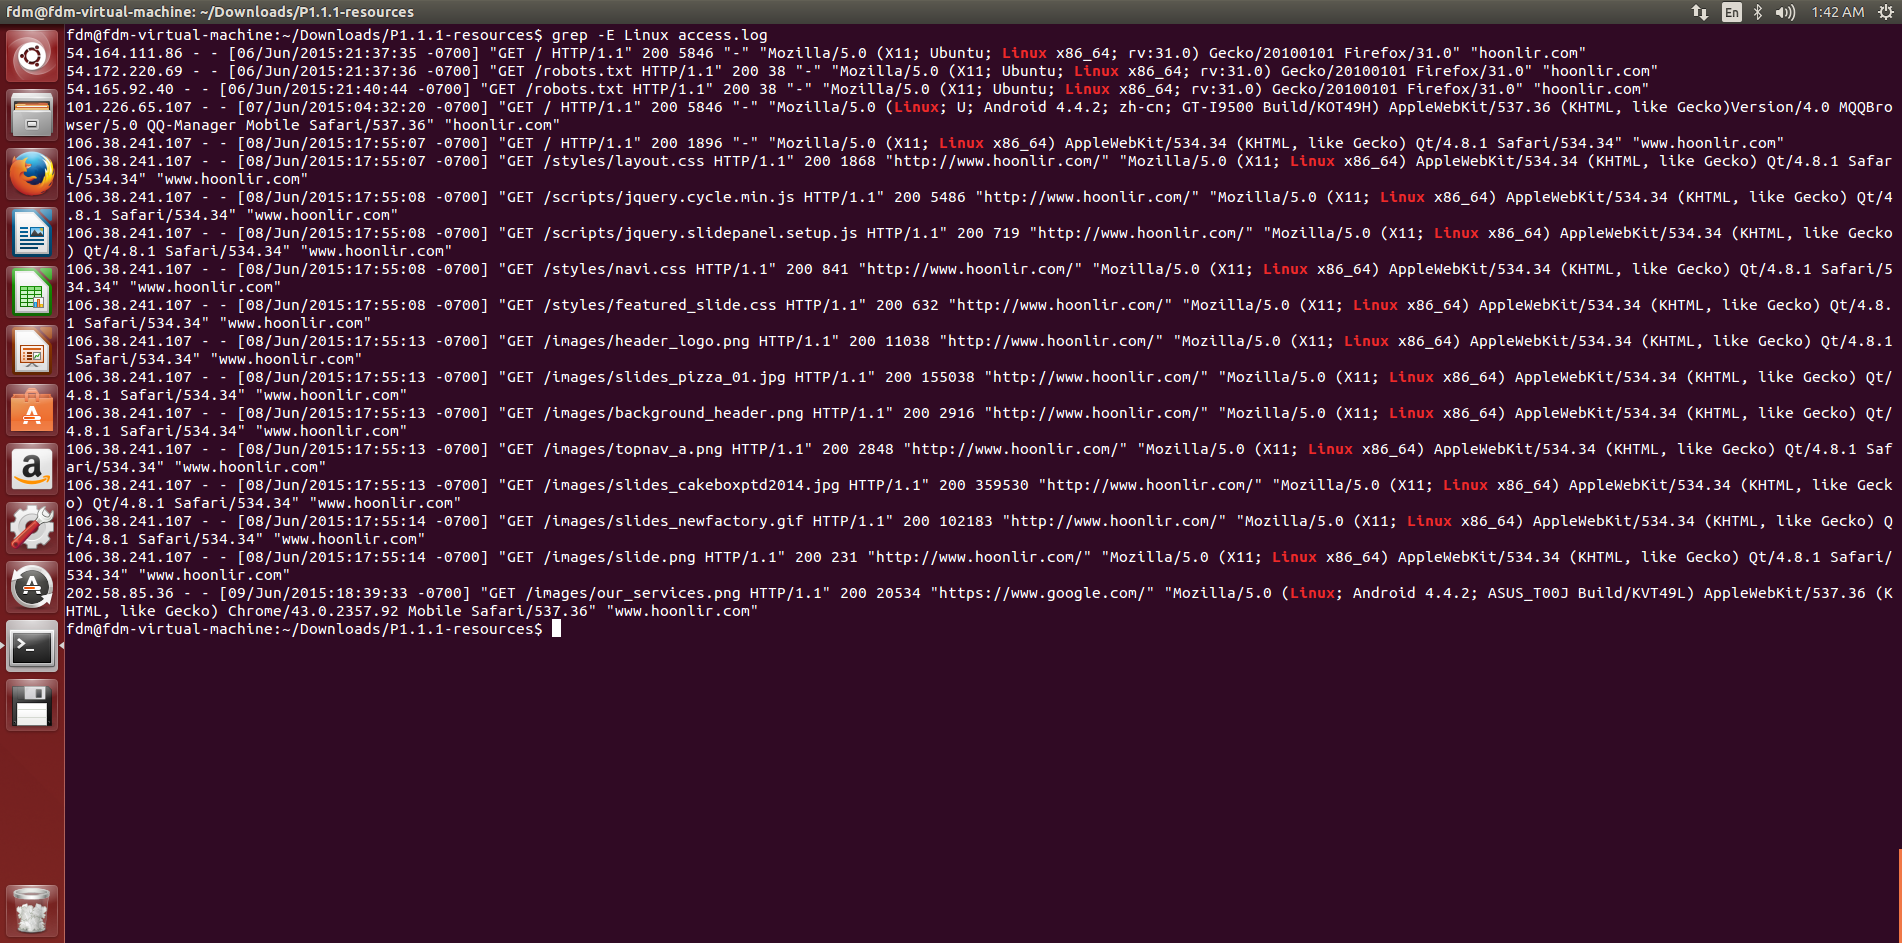 fdm@fdm-virtual-machine: ~/Downloads/P1.1.1-resources
En
1:42 AM
fdm@fdm-virtual-machine:~/Downloads/P1.1.1-resources$ grep -E Linux access.log
54.164.111.86 - - [06/Jun/2015:21:37:35 -0700] "GET / HTTP/1.1" 200 5846 "-" "Mozilla/5.0 (X11; Ubuntu; Linux x86_64; rv:31.0) Gecko/20100101 Firefox/31.0" "hoonlir.com"
54.172.220.69 - - [06/Jun/2015:21:37:36 -0700] "GET /robots.txt HTTP/1.1" 200 38 "-" "Mozilla/5.0 (X11; Ubuntu; Linux x86_64; rv:31.0) Gecko/20100101 Firefox/31.0" "hoonlir.com"
54.165.92.40 - - [06/Jun/2015:21:40:44 -0700] "GET /robots.txt HTTP/1.1" 200 38 "-" "Mozilla/5.0 (X11; Ubuntu; Linux x86_64; rv:31.0) Gecko/20100101 Firefox/31.0" "hoonlir.com"
101.226.65.107 - - [07/Jun/2015:04:32:20 -0700] "GET / HTTP/1.1" 200 5846 "-" "Mozilla/5.0 (Linux; U; Android 4.4.2; zh-cn; GT-I9500 Build/KOT49H) AppleWebKit/537.36 (KHTML, like Gecko)Version/4.0 MQQBro
wser/5.0 QQ-Manager Mobile Safari/537.36" "hoonlir.com"
106.38.241.107 - - [08/Jun/2015:17:55:07 -0700] "GET / HTTP/1.1" 200 1896 "-" "Mozilla/5.0 (X11; Linux x86_64) AppleWebKit/534.34 (KHTML, like Gecko) Qt/4.8.1 Safari/534.34" "www.hoonlir.com"
106.38.241.107 - - [08/Jun/2015:17:55:07 -0700] "GET /styles/layout.css HTTP/1.1" 200 1868 "http://www.hoonlir.com/" "Mozilla/5.0 (X11; Linux x86_64) AppleWebKit/534.34 (KHTML, like Gecko) Qt/4.8.1 Safar
i/534.34" "www.hoonlir.com"
106.38.241.107 - - [08/Jun/2015:17:55:08 -0700] "GET /scripts/jquery.cycle.min.js HTTP/1.1" 200 5486 "http://www.hoonlir.com/" "Mozilla/5.0 (X11; Linux x86_64) AppleWebKit/534.34 (KHTML, like Gecko) Qt/4
.8.1 Safari/534.34" "www.hoonlir.com"
106.38.241.107 - - [08/Jun/2015:17:55:08 -0700] "GET /scripts/jquery.slidepanel.setup.js HTTP/1.1" 200 719 "http://www.hoonlir.com/" "Mozilla/5.0 (X11; Linux x86_64) AppleWebKit/534.34 (KHTML, like Gecko
) Qt/4.8.1 Safari/534.34" "www.hoonlir.com"
106.38.241.107 - - [08/Jun/2015:17:55:08 -0700] "GET /styles/navi.css HTTP/1.1" 200 841 "http://www.hoonlir.com/" "Mozilla/5.0 (X11; Linux x86_64) AppleWebKit/534.34 (KHTML, like Gecko) Qt/4.8.1 Safari/5
34.34" "www.hoonlir.com"
106.38.241.107 - - [08/Jun/2015:17:55:08 -0700] "GET /styles/featured_slide.css HTTP/1.1" 200 632 "http://www.hoonlir.com/" "Mozilla/5.0 (X11; Linux x86_64) AppleWebKit/534.34 (KHTML, like Gecko) Qt/4.8.
1 Safari/534.34" "www.hoonlir.com"
106.38.241.107 - - [08/Jun/2015:17:55:13 -0700] "GET /images/header_logo.png HTTP/1.1" 200 11038 "http://www.hoonlir.com/" "Mozilla/5.0 (X11; Linux x86_64) AppleWebKit/534.34 (KHTML, like Gecko) Qt/4.8.1
 Safari/534.34" "www.hoonlir.com"
106.38.241.107 - - [08/Jun/2015:17:55:13 -0700] "GET /images/slides_pizza_01.jpg HTTP/1.1" 200 155038 "http://www.hoonlir.com/" "Mozilla/5.0 (X11; Linux x86_64) AppleWebKit/534.34 (KHTML, like Gecko) Qt/
4.8.1 Safari/534.34" "www.hoonlir.com"
106.38.241.107 - - [08/Jun/2015:17:55:13 -0700] "GET /images/background_header.png HTTP/1.1" 200 2916 "http://www.hoonlir.com/" "Mozilla/5.0 (X11; Linux x86_64) AppleWebKit/534.34 (KHTML, like Gecko) Qt/
4.8.1 Safari/534.34" "www.hoonlir.com"
106.38.241.107 - - [08/Jun/2015:17:55:13 -0700] "GET /images/topnav_a.png HTTP/1.1" 200 2848 "http://www.hoonlir.com/" "Mozilla/5.0 (X11; Linux x86_64) AppleWebKit/534.34 (KHTML, like Gecko) Qt/4.8.1 Saf
ari/534.34" "www.hoonlir.com"
106.38.241.107 - - [08/Jun/2015:17:55:13 -0700] "GET /images/slides_cakeboxptd2014.jpg HTTP/1.1" 200 359530 "http://www.hoonlir.com/" "Mozilla/5.0 (X11; Linux x86_64) AppleWebKit/534.34 (KHTML, like Geck
o) Qt/4.8.1 Safari/534.34" "www.hoonlir.com"
106.38.241.107 - - [08/Jun/2015:17:55:14 -0700] "GET /images/slides_newfactory.gif HTTP/1.1" 200 102183 "http://www.hoonlir.com/" "Mozilla/5.0 (X11; Linux x86_64) AppleWebKit/534.34 (KHTML, like Gecko) Q
t/4.8.1 Safari/534.34" "www.hoonlir.com"
106.38.241.107 - - [08/Jun/2015:17:55:14 -0700] "GET /images/slide.png HTTP/1.1" 200 231 "http://www.hoonlir.com/" "Mozilla/5.0 (X11; Linux x86_64) AppleWebKit/534.34 (KHTML, like Gecko) Qt/4.8.1 Safari/
534.34" "www.hoonlir.com"
202.58.85.36 - - [09/Jun/2015:18:39:33 -0700] "GET /images/our_services.png HTTP/1.1" 200 20534 "https://www.google.com/" "Mozilla/5.0 (Linux; Android 4.4.2; ASUS_T00J Build/KVT49L) AppleWebKit/537.36 (K
HTML, like Gecko) Chrome/43.0.2357.92 Mobile Safari/537.36" "www.hoonlir.com"
fdm@fdm-virtual-machine:~/Downloads/P1.1.1-resources$